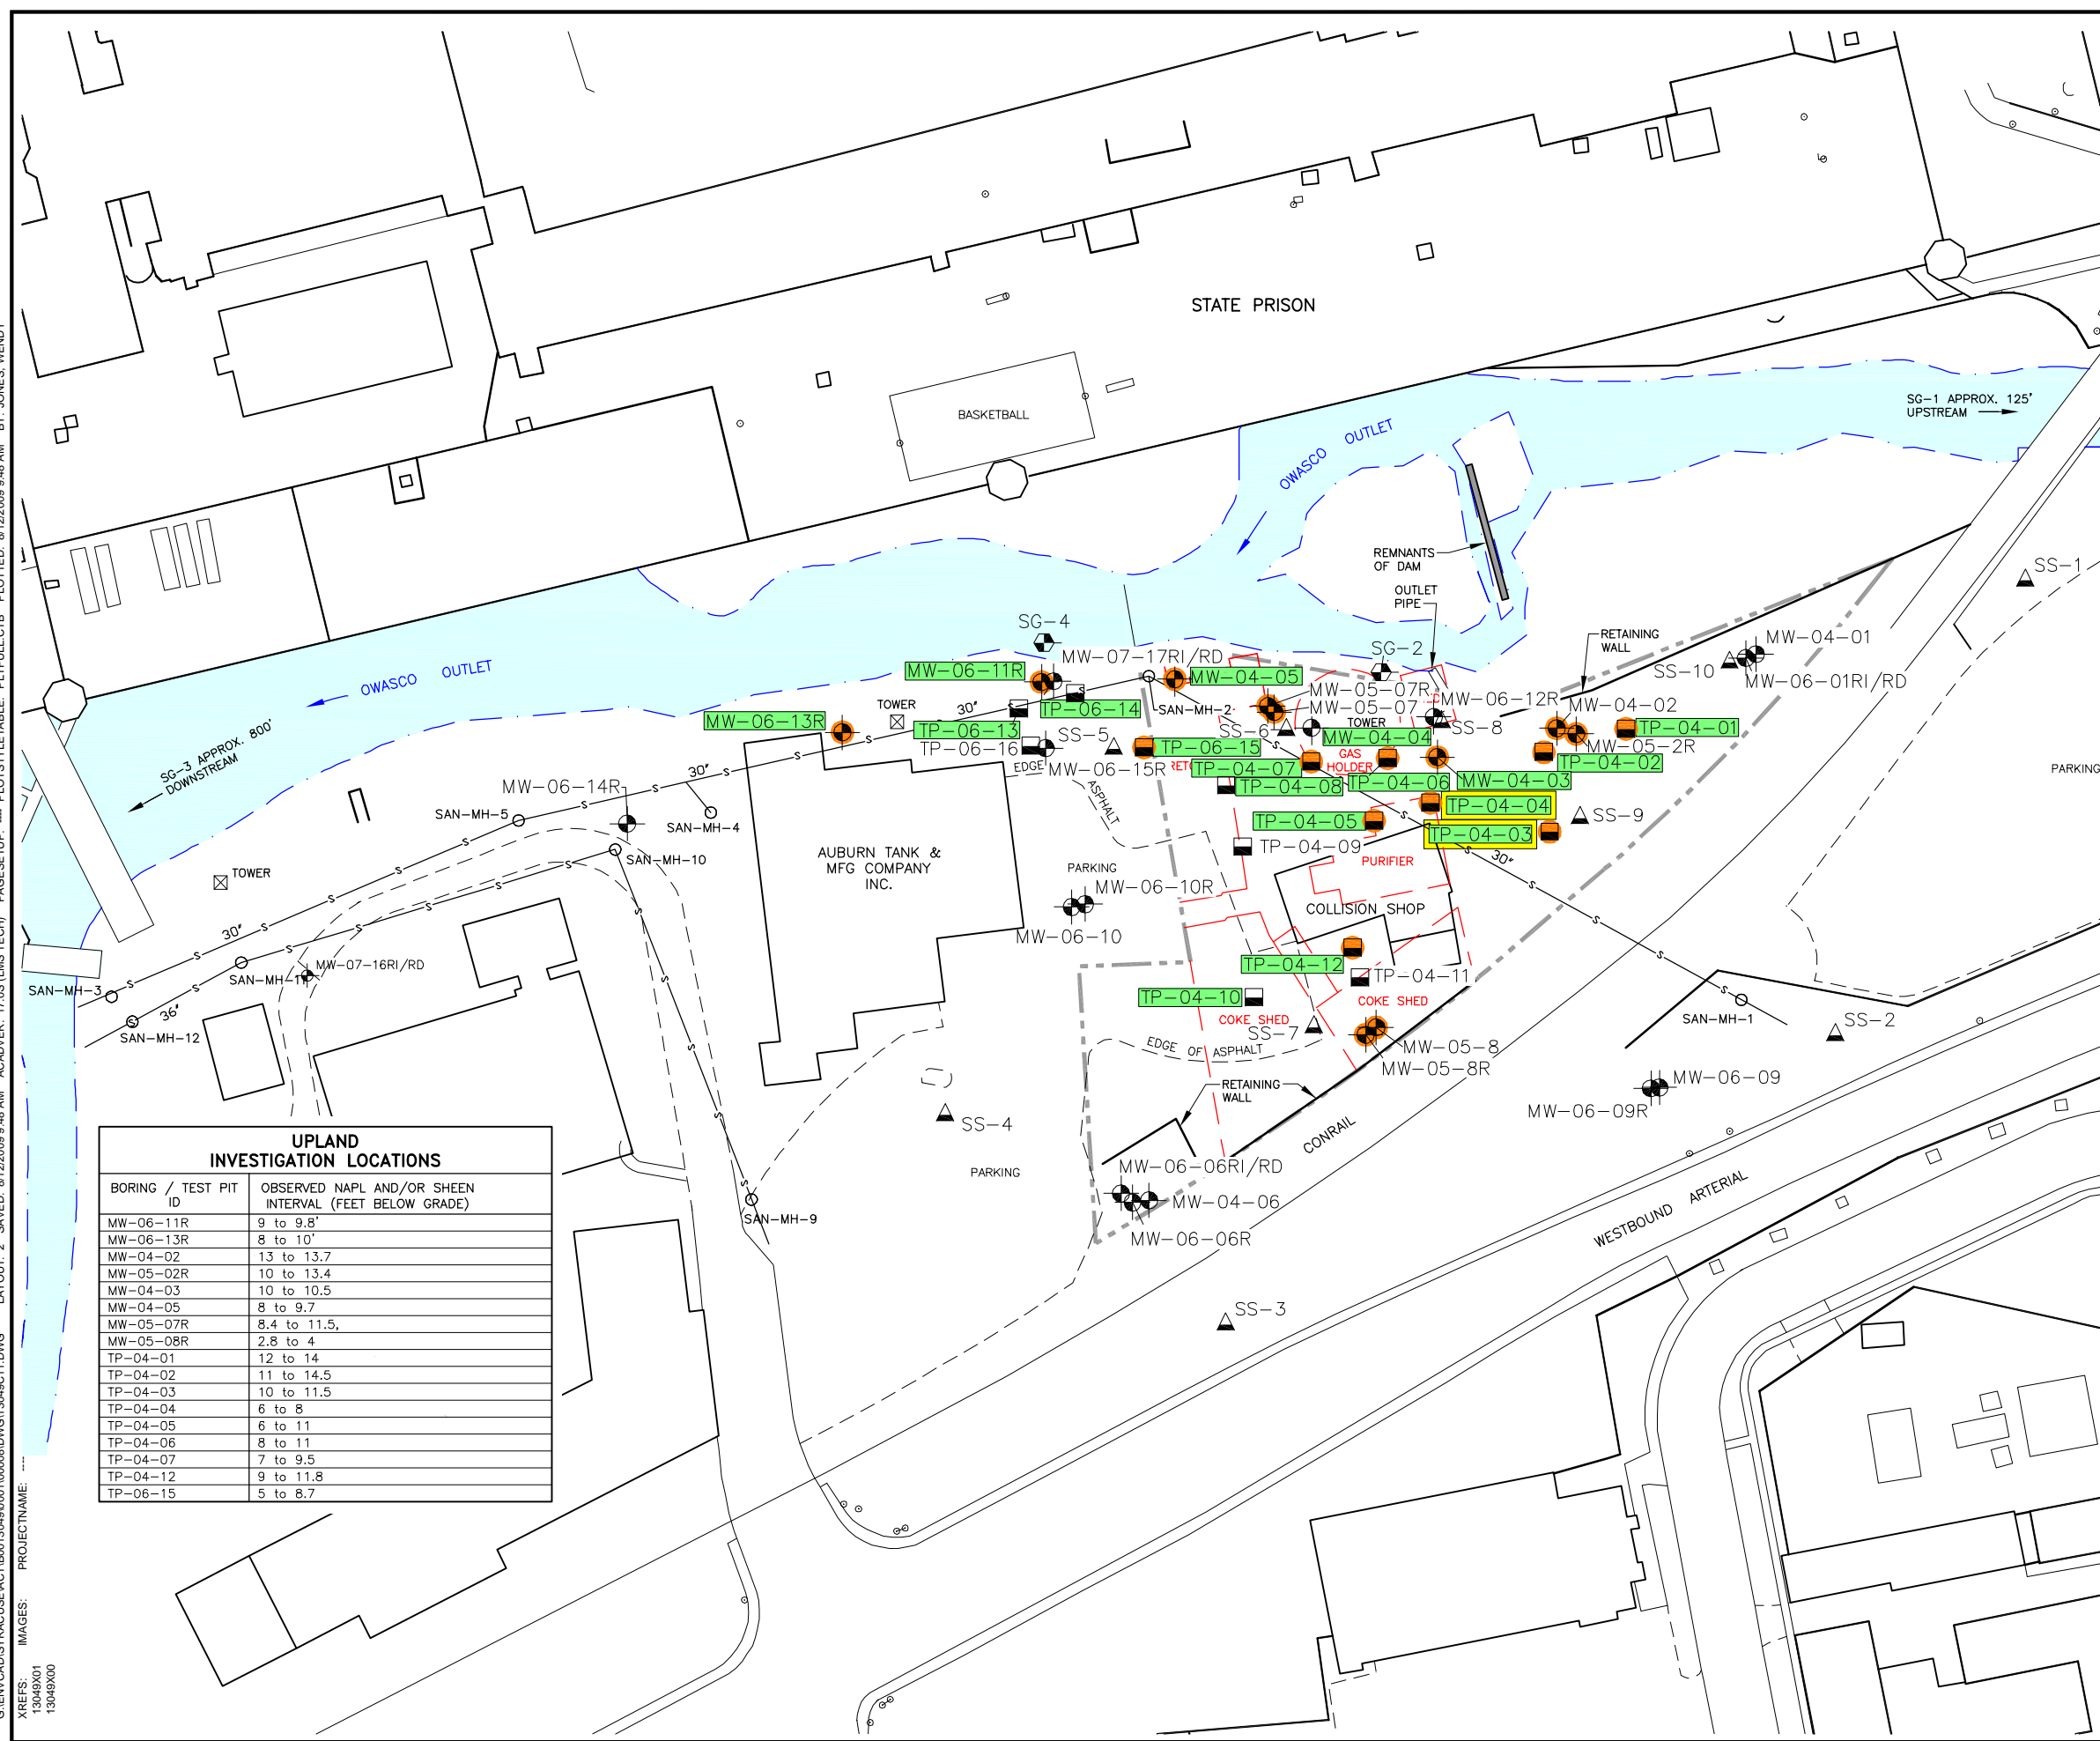 STATE PRISON
BASKETBALL
SG-1 APPROX. 125'
UPSTREAM
OWASCO OUTLET
REMNANTS
OF DAM
OUTLET
PIPE
SS-1
RETAINING
WALL
MW-04-01
SS-10
MW-06-01RI/RD
SG-4
SG-2
MW-07-17RI/RD
MW-06-11R
MW-04-05
MW-05-07R
MW-05-07
MW-06-12R
MW-04-02
OWASCO OUTLET
TOWER
30"
TP-06-14
SAN-MH-2
MW-06-13R
TP-06-13
SS-6
TOWER
SS-8
TP-04-01
MW-04-04
MW-05-2R
TP-06-16
SS-5
TP-06-15
GAS
HOLDER
TP-04-02
PARKING
SG-3 APPROX. 800'
DOWNSTREAM
30"
EDGE
MW-06-15R
TP-04-07
TP-04-06
MW-04-03
MW-06-14R
ASPHALT
TP-04-08
TP-04-04
SAN-MH-5
SAN-MH-4
TP-04-05
TP-04-03
SS-9
SAN-MH-10
AUBURN TANK &
MFG COMPANY
INC.
TP-04-09
PURIFIER
30"
TOWER
PARKING
MW-06-10R
COLLISION SHOP
30"
MW-06-10
MW-07-16RI/RD
TP-04-12
TP-04-11
SAN-MH-3
SAN-MH-11
TP-04-10
COKE SHED
36"
COKE SHED
SAN-MH-1
SAN-MH-12
SS-7
SS-2
EDGE OF ASPHALT
MW-05-8
MW-05-8R
RETAINING
WALL
MW-06-09
SS-4
MW-06-09R
CONRAIL
MW-06-06RI/RD
PARKING
MW-04-06
WESTBOUND ARTERIAL
SAN-MH-9
MW-06-06R
SS-3
UPLAND
INVESTIGATION LOCATIONS
BORING / TEST PIT ID OBSERVED NAPL AND/OR SHEEN INTERVAL (FEET BELOW GRADE)
MW-06-11R 9 to 9.8'
MW-06-13R 8 to 10'
MW-04-02 13 to 13.7
MW-05-02R 10 to 13.4
MW-04-03 10 to 10.5
MW-04-05 8 to 9.7
MW-05-07R 8.4 to 11.5,
MW-05-08R 2.8 to 4
TP-04-01 12 to 14
TP-04-02 11 to 14.5
TP-04-03 10 to 11.5
TP-04-04 6 to 8
TP-04-05 6 to 11
TP-04-06 8 to 11
TP-04-07 7 to 9.5
TP-04-12 9 to 11.8
TP-06-15 5 to 8.7
XREFS: IMAGES: PROJECTNAME: ----
13049X01
13049X00